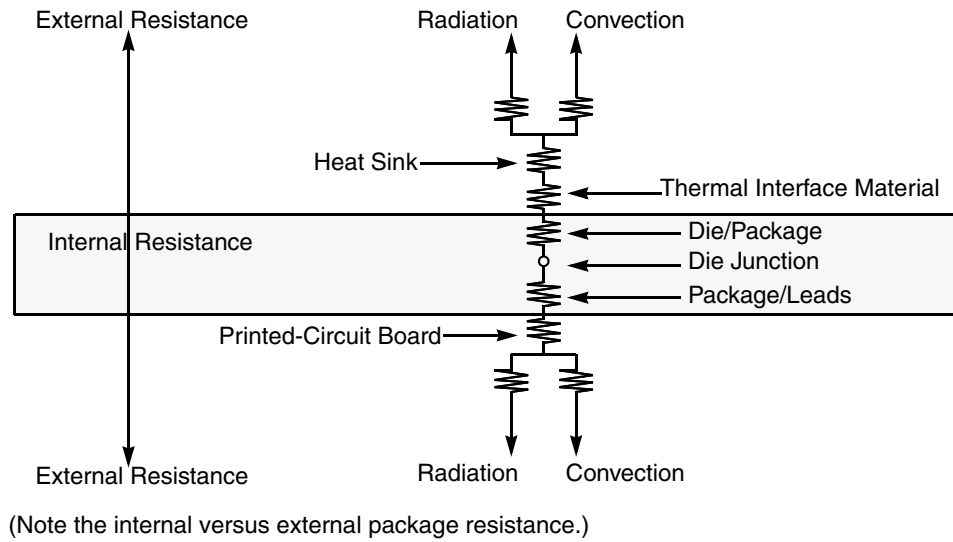 External Resistance
Radiation
Convection
Heat Sink
Thermal Interface Material
Internal Resistance
Die/Package
Die Junction
Package/Leads
Printed-Circuit Board
External Resistance
Radiation
Convection
(Note the internal versus external package resistance.)